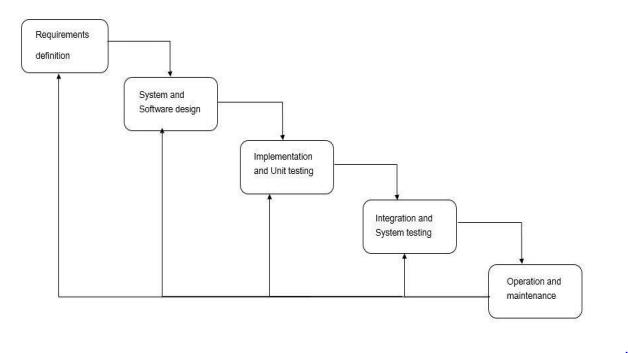 Requirements
definition
System and
Software design
Implementation
and Unit testing
Integration and
System testing
Operation and
maintenance